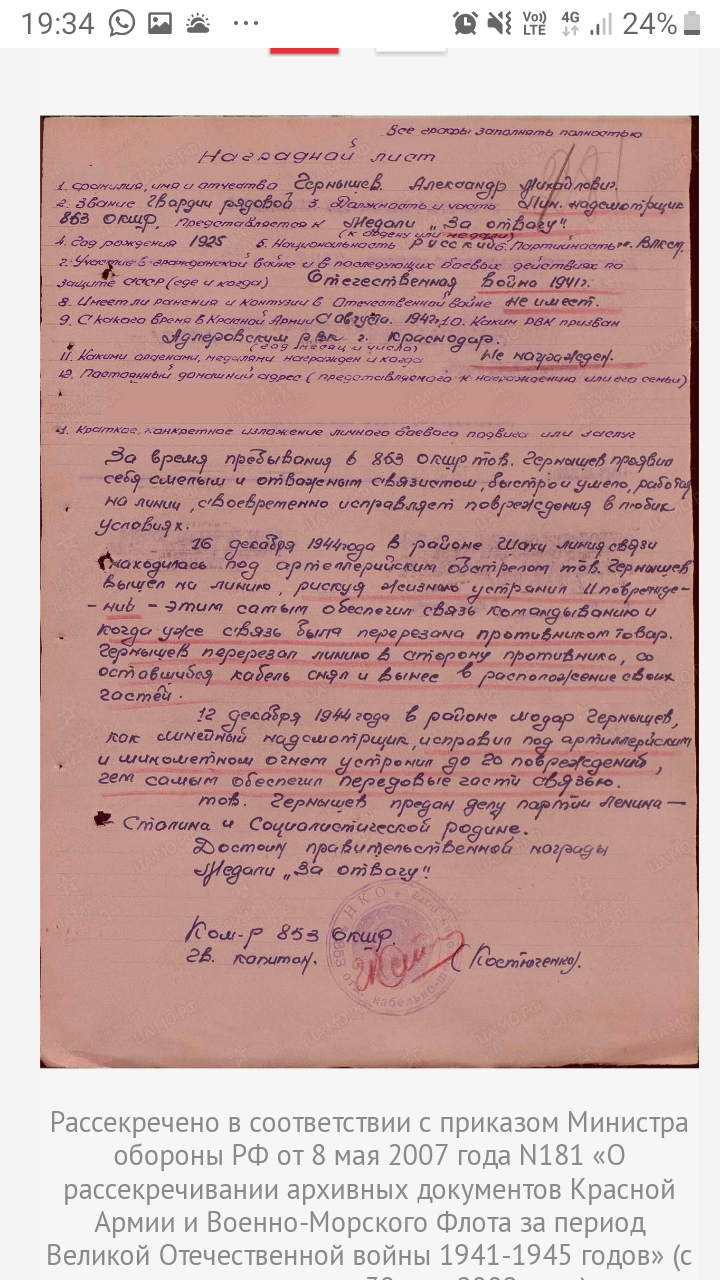 19:34
Vo)) LTE 4G 24%
Все графы заполнять полностью
Наградной лист
1. Фамилия, имя и отчество Чернышев Александр Михайлович.
2. Звание Гвардии рядовой 3. Должность и часть Лин. надсмотрщик
863 ОКШР. Представляется к Медали „За отвагу".
(к ордену или медали)
4. Год рождения 1925 5. Национальность Русский 6. Партийность чл. ВЛКСМ.
7. Участие в гражданской войне и в последующих боевых действиях по
защите СССР (где и когда) Отечественная война 1941г.
8. Имеет ли ранения и контузии в Отечественной войне не имеет.
9. С какого время в Красной Армии С августа 1942г. 10. Каким РВК призван
Адлеровским РВК г. Краснодар.
(год месяц и число)
11. Какими орденами, медалями награжден и когда Не награжден.
12. Постоянный домашний адрес (представляемого к награждению или его семьи)
1. Краткое, конкретное изложение личного боевого подвига или заслуг
За время пребывания в 863 ОКШР тов. Чернышев проявил
себя смелым и отважным связистом, быстро и умело, работая
на линии, своевременно исправляет повреждения в любих
условиях.
16 декабря 1944 года в районе Шахи линия связи
находилась под артеллерийским обстрелом тов. Чернышев
вышел на линию, рискуя жизнью устранил 11 поврежде-
- ний - этим самым обеспечил связь командыванию и
когда уже связь была перерезана противником товар.
Чернышев перерезал линию в сторону противника, со
оставшийся кабель снял и вынес в расположение своих
частей.
12 декабря 1944 года в районе Модар Чернышев,
как линейный надсмотрщик, исправил под артиллерийским
и минометном огнем устронил до 20 повреждений,
чем самым обеспечил передовые части связью.
тов. Чернышев предан делу партии Ленина —
— Сталина и Социалистической родине.
Достоин правительственной награды
Медали „За отвагу"!
Ком-р 853 ОКШР.
гв. капитан. (Костюченко).
НКО
кабельно-ш
Рассекречено в соответствии с приказом Министра
обороны РФ от 8 мая 2007 года N181 «О
рассекречивании архивных документов Красной
Армии и Военно-Морского Флота за период
Великой Отечественной войны 1941-1945 годов» (с